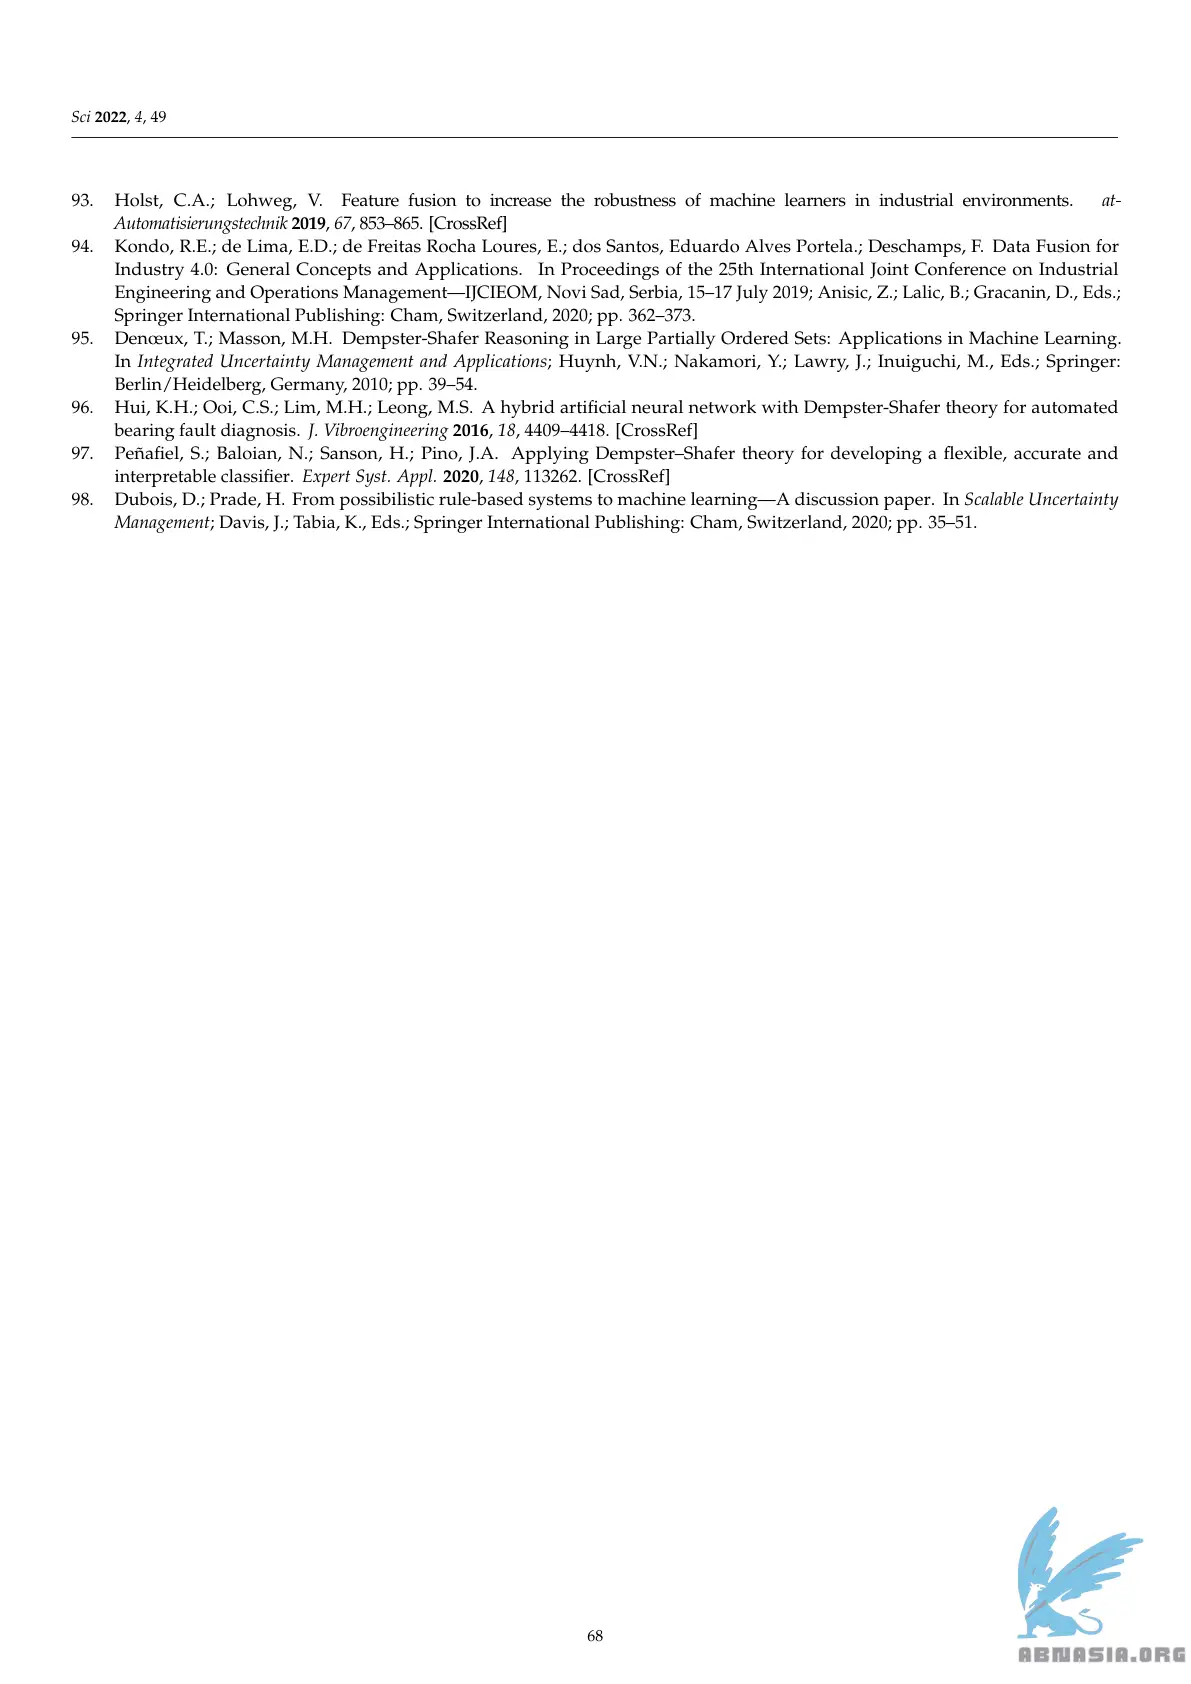 Sci 2022, 4, 49
93. Holst, C.A.; Lohweg, V. Feature fusion to increase the robustness of machine learners in industrial environments. at-
Automatisierungstechnik 2019, 67, 853–865. [CrossRef]
94. Kondo, R.E.; de Lima, E.D.; de Freitas Rocha Loures, E.; dos Santos, Eduardo Alves Portela.; Deschamps, F. Data Fusion for
Industry 4.0: General Concepts and Applications. In Proceedings of the 25th International Joint Conference on Industrial
Engineering and Operations Management—IJCIEOM, Novi Sad, Serbia, 15–17 July 2019; Anisic, Z.; Lalic, B.; Gracanin, D., Eds.;
Springer International Publishing: Cham, Switzerland, 2020; pp. 362–373.
95. Denœux, T.; Masson, M.H. Dempster-Shafer Reasoning in Large Partially Ordered Sets: Applications in Machine Learning.
In Integrated Uncertainty Management and Applications; Huynh, V.N.; Nakamori, Y.; Lawry, J.; Inuiguchi, M., Eds.; Springer:
Berlin/Heidelberg, Germany, 2010; pp. 39–54.
96. Hui, K.H.; Ooi, C.S.; Lim, M.H.; Leong, M.S. A hybrid artificial neural network with Dempster-Shafer theory for automated
bearing fault diagnosis. J. Vibroengineering 2016, 18, 4409–4418. [CrossRef]
97. Peñafiel, S.; Baloian, N.; Sanson, H.; Pino, J.A. Applying Dempster–Shafer theory for developing a flexible, accurate and
interpretable classifier. Expert Syst. Appl. 2020, 148, 113262. [CrossRef]
98. Dubois, D.; Prade, H. From possibilistic rule-based systems to machine learning—A discussion paper. In Scalable Uncertainty
Management; Davis, J.; Tabia, K., Eds.; Springer International Publishing: Cham, Switzerland, 2020; pp. 35–51.
68
ABNASIA.ORG